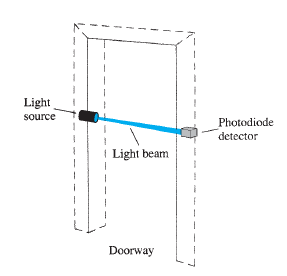 Light
source
Photodiode
detector
Light beam
Doorway